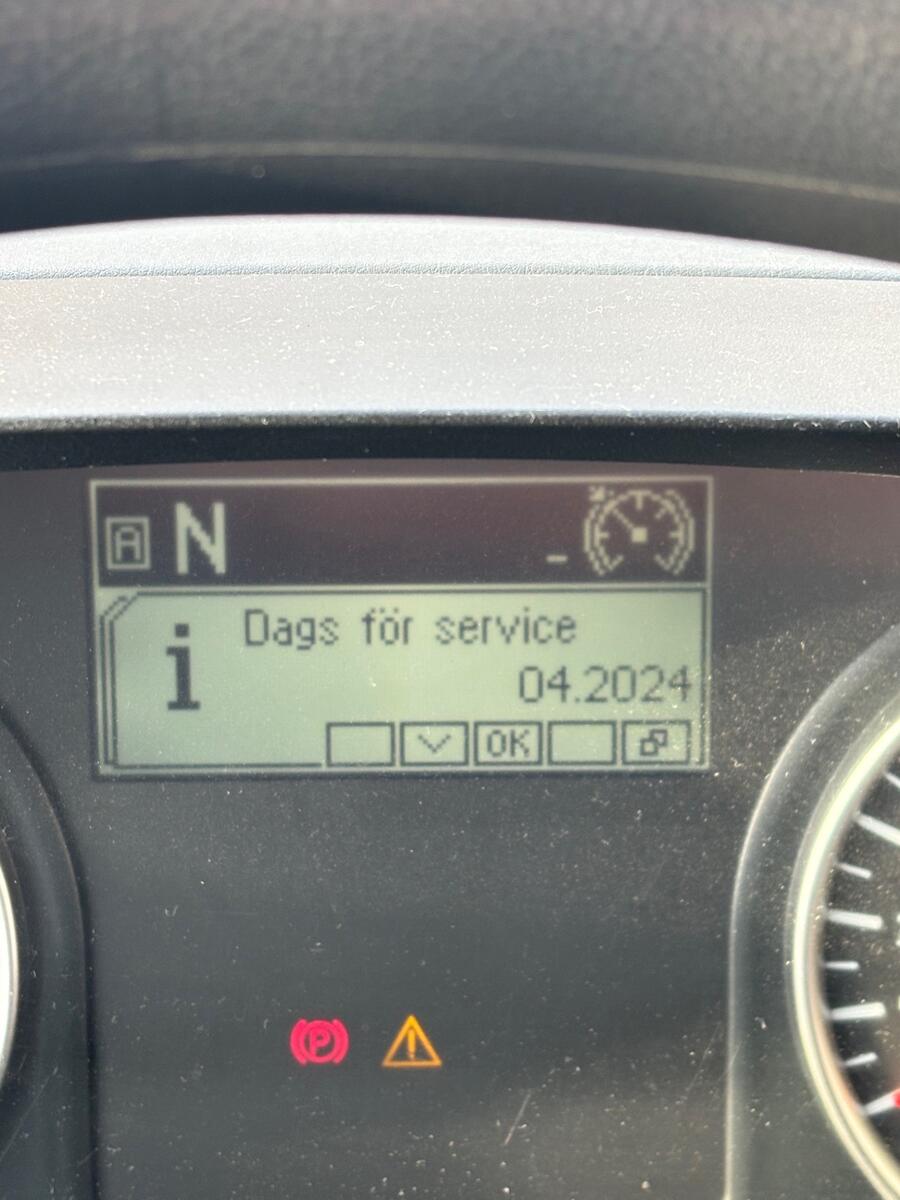 A N
-
Dags för service
04.2024
OK
P
!